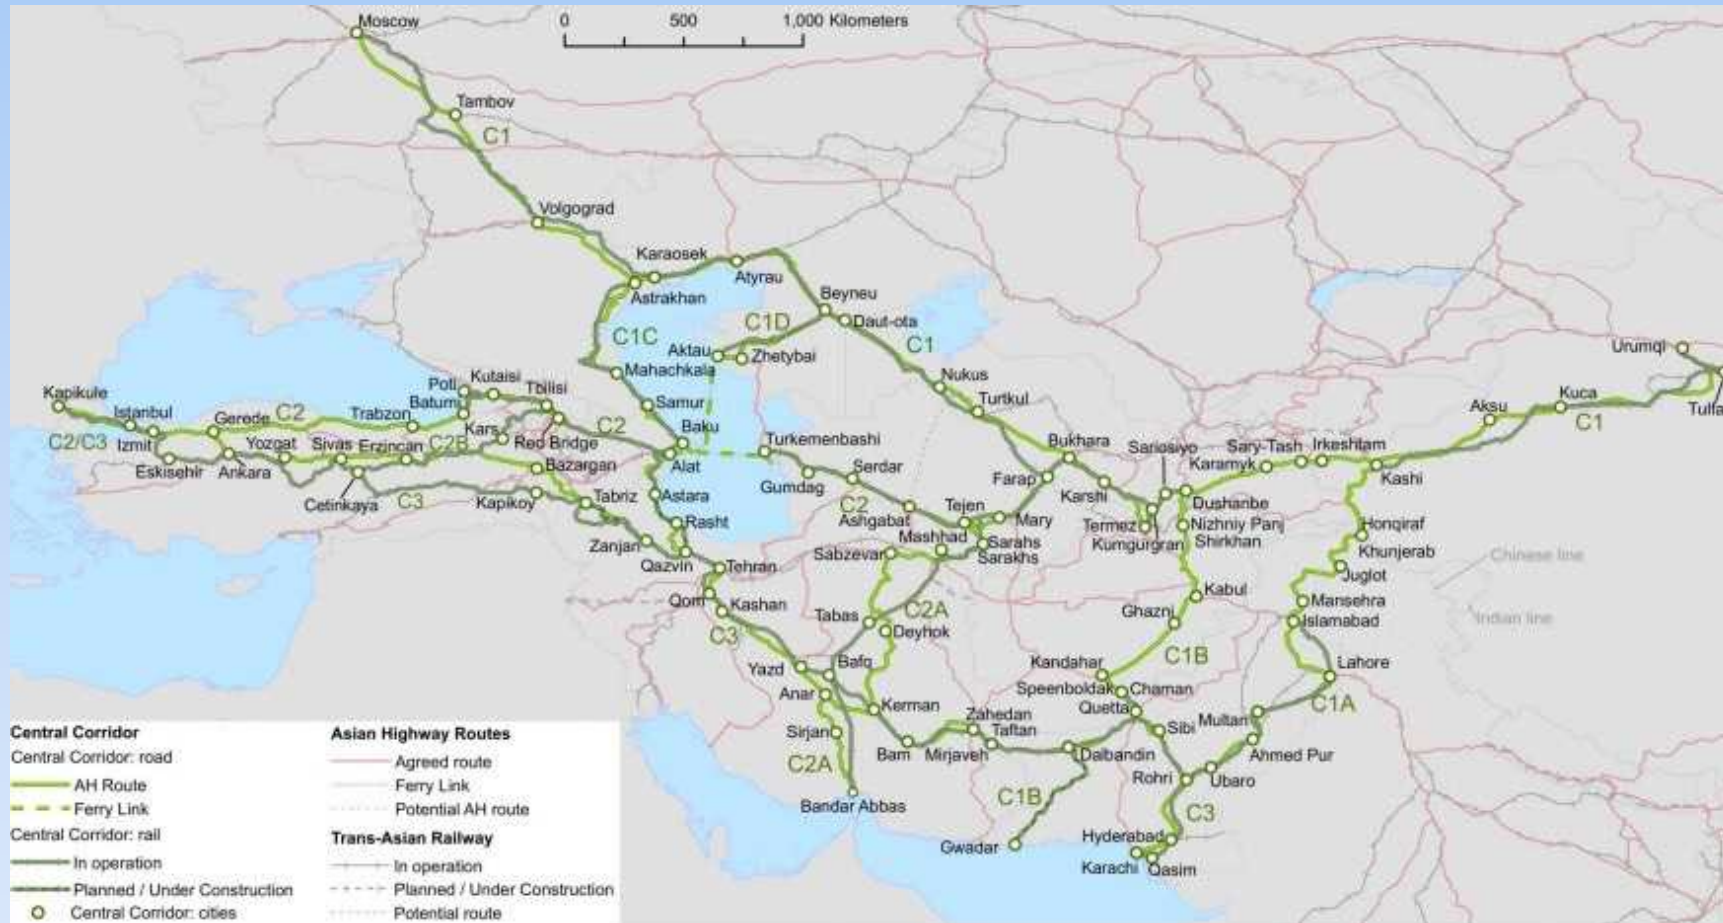 Moscow
0 500 1,000 Kilometers
Tambov
C1
Volgograd
Karaosek
Atyrau
Astrakhan
Beyneu
Daut-ota
C1D
C1C
C1
Aktau
Zhetybai
Mahachkala
Urumqi
Kapikule
Poti
Kutaisi
Tbilisi
Batumi
Nukus
Turtkul
Kuca
Aksu
Tulfa
C1
Istanbul
Gerede
C2
Trabzon
Samur
C2/C3
Izmit
Yozgat
Sivas
Erzincan
C2B
Kars
Red Bridge
C2
Baku
Turkemenbashi
Bukhara
Sariosiyo
Sary-Tash
Irkeshtam
Karamyk
Kashi
Eskisehir
Ankara
Cetinkaya
C3
Bazargan
Alat
Gumdag
Serdar
Farap
Karshi
Dushanbe
Kapikoy
Tabriz
Astara
C2
Ashgabat
Tejen
Mary
Termez
Nizhniy Panj
Shirkhan
Honqiraf
Khunjerab
Rasht
Mashhad
Sarahs
Sarakhs
Kumgurgran
Zanjan
Sabzevar
Chinese line
Qazvin
Tehran
Juglot
Qom
Kashan
Tabas
C2A
Deyhok
Ghazni
Kabul
Mansehra
Islamabad
Indian line
C3
Yazd
Bafq
Kandahar
C1B
Lahore
Anar
Speenboldak
Chaman
Kerman
Zahedan
Taftan
Quetta
Multan
C1A
Sirjan
Sibi
C2A
Bam
Mirjaveh
Dalbandin
Ahmed Pur
Rohri
Ubaro
Bandar Abbas
C1B
C3
Gwadar
Hyderabad
Karachi
Qasim
Central Corridor
Central Corridor: road
AH Route
Ferry Link
Central Corridor: rail
In operation
Planned / Under Construction
Central Corridor: cities
Asian Highway Routes
Agreed route
Ferry Link
Potential AH route
Trans-Asian Railway
In operation
Planned / Under Construction
Potential route